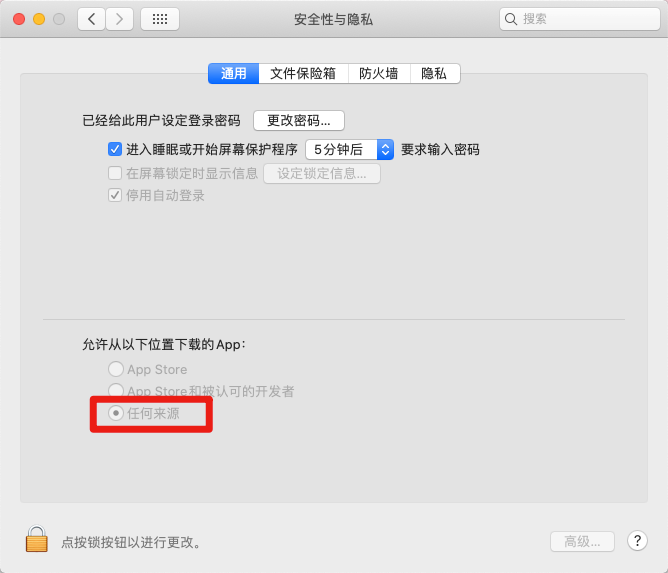 安全性与隐私
搜索
通用 文件保险箱 防火墙 隐私
已经给此用户设定登录密码 更改密码...
进入睡眠或开始屏幕保护程序 5分钟后 要求输入密码
在屏幕锁定时显示信息 设定锁定信息...
停用自动登录
允许从以下位置下载的App：
App Store
App Store和被认可的开发者
任何来源
点按锁按钮以进行更改。
高级... ?